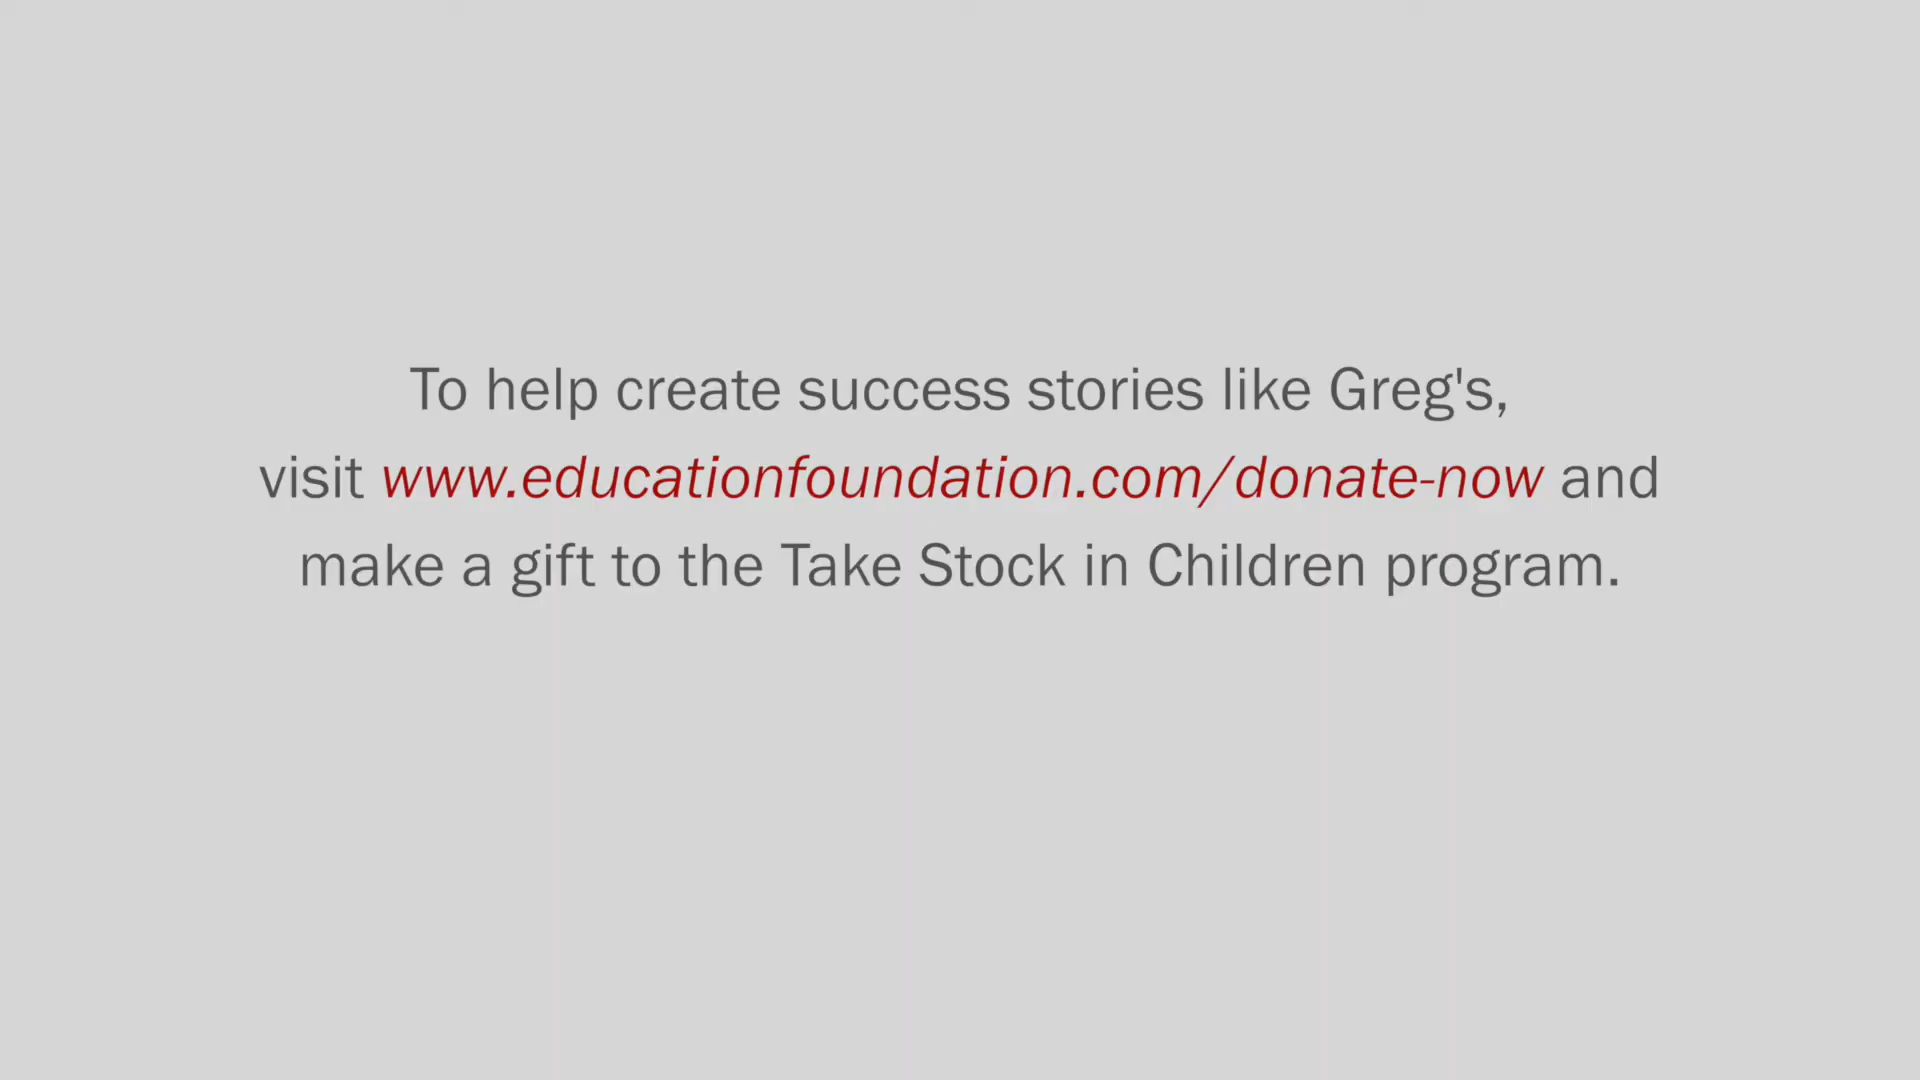 To help create success stories like Greg's,
visit www.educationfoundation.com/donate-now and
make a gift to the Take Stock in Children program.